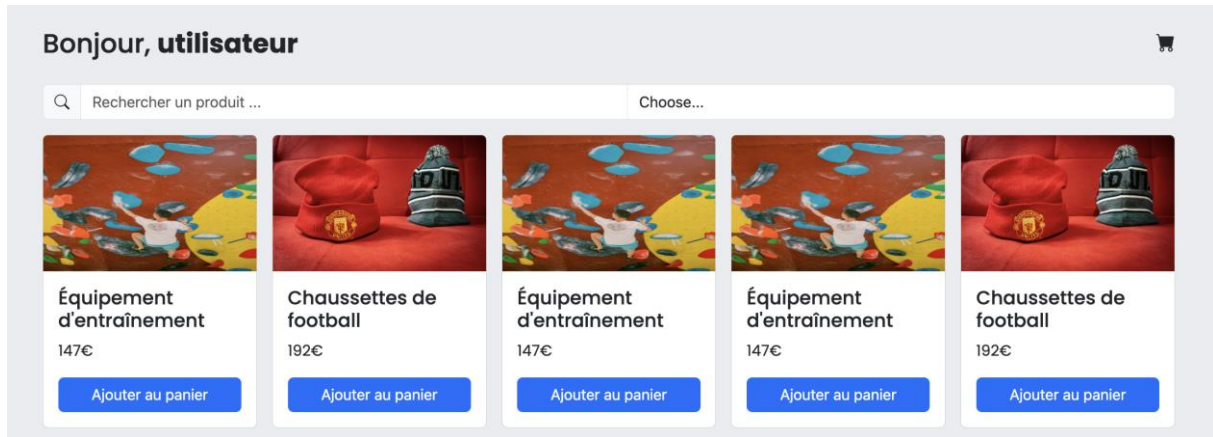 Bonjour, utilisateur
Rechercher un produit ...
Choose...
Équipement
d'entraînement
147€
Ajouter au panier
Chaussettes de
football
192€
Ajouter au panier
Équipement
d'entraînement
147€
Ajouter au panier
Équipement
d'entraînement
147€
Ajouter au panier
Chaussettes de
football
192€
Ajouter au panier